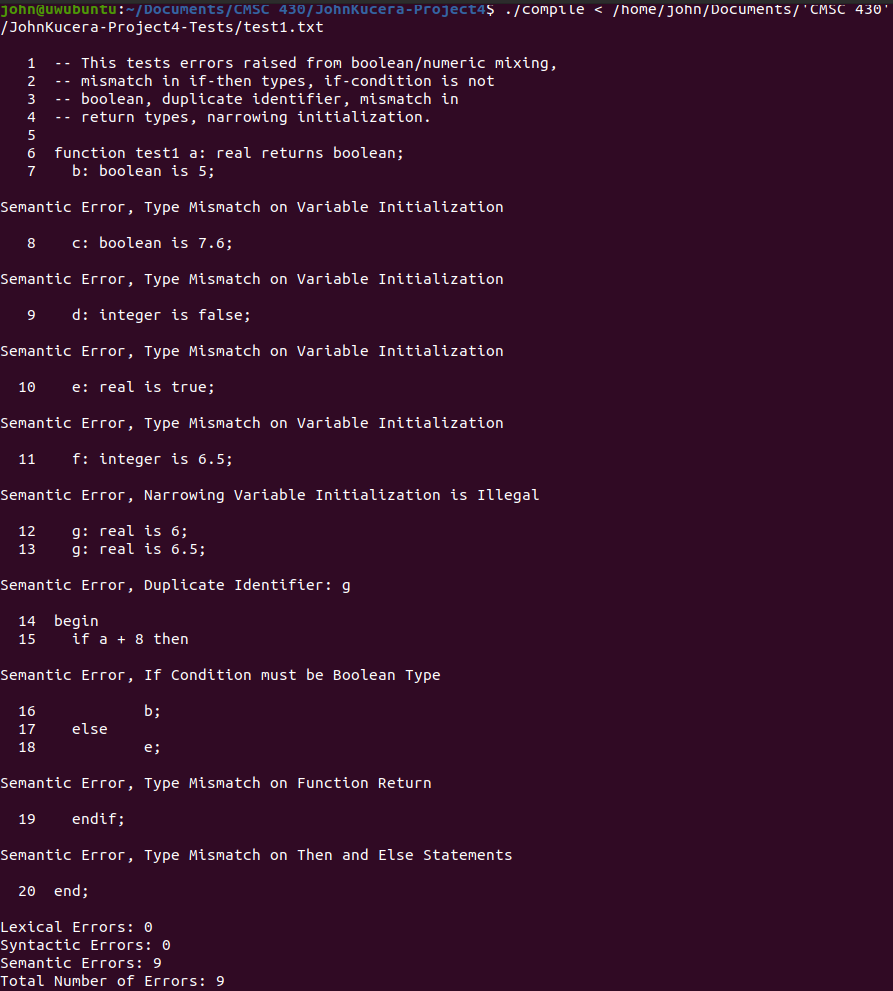 john@uwubuntu:~/Documents/CMSC 430/JohnKucera-Project4$ ./compile < /home/john/Documents/'CMSC 430'
/JohnKucera-Project4-Tests/test1.txt
1 -- This tests errors raised from boolean/numeric mixing,
2 -- mismatch in if-then types, if-condition is not
3 -- boolean, duplicate identifier, mismatch in
4 -- return types, narrowing initialization.
5
6 function test1 a: real returns boolean;
7 b: boolean is 5;
Semantic Error, Type Mismatch on Variable Initialization
8 c: boolean is 7.6;
Semantic Error, Type Mismatch on Variable Initialization
9 d: integer is false;
Semantic Error, Type Mismatch on Variable Initialization
10 e: real is true;
Semantic Error, Type Mismatch on Variable Initialization
11 f: integer is 6.5;
Semantic Error, Narrowing Variable Initialization is Illegal
12 g: real is 6;
13 g: real is 6.5;
Semantic Error, Duplicate Identifier: g
14 begin
15 if a + 8 then
Semantic Error, If Condition must be Boolean Type
16 b;
17 else
18 e;
Semantic Error, Type Mismatch on Function Return
19 endif;
Semantic Error, Type Mismatch on Then and Else Statements
20 end;
Lexical Errors: 0
Syntactic Errors: 0
Semantic Errors: 9
Total Number of Errors: 9